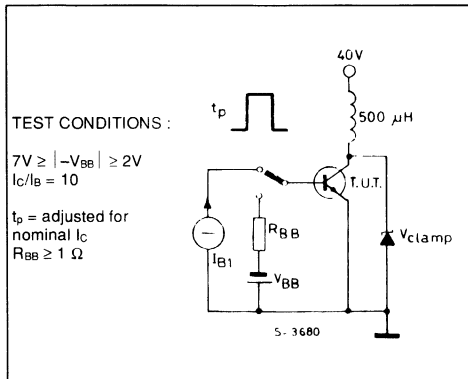 40V
500 µH
tp
TEST CONDITIONS :
7V ≥ |−VBB| ≥ 2V
IC/IB = 10
tp = adjusted for
nominal IC
RBB ≥ 1 Ω
T.U.T.
RBB
IB1
VBB
Vclamp
S-3680